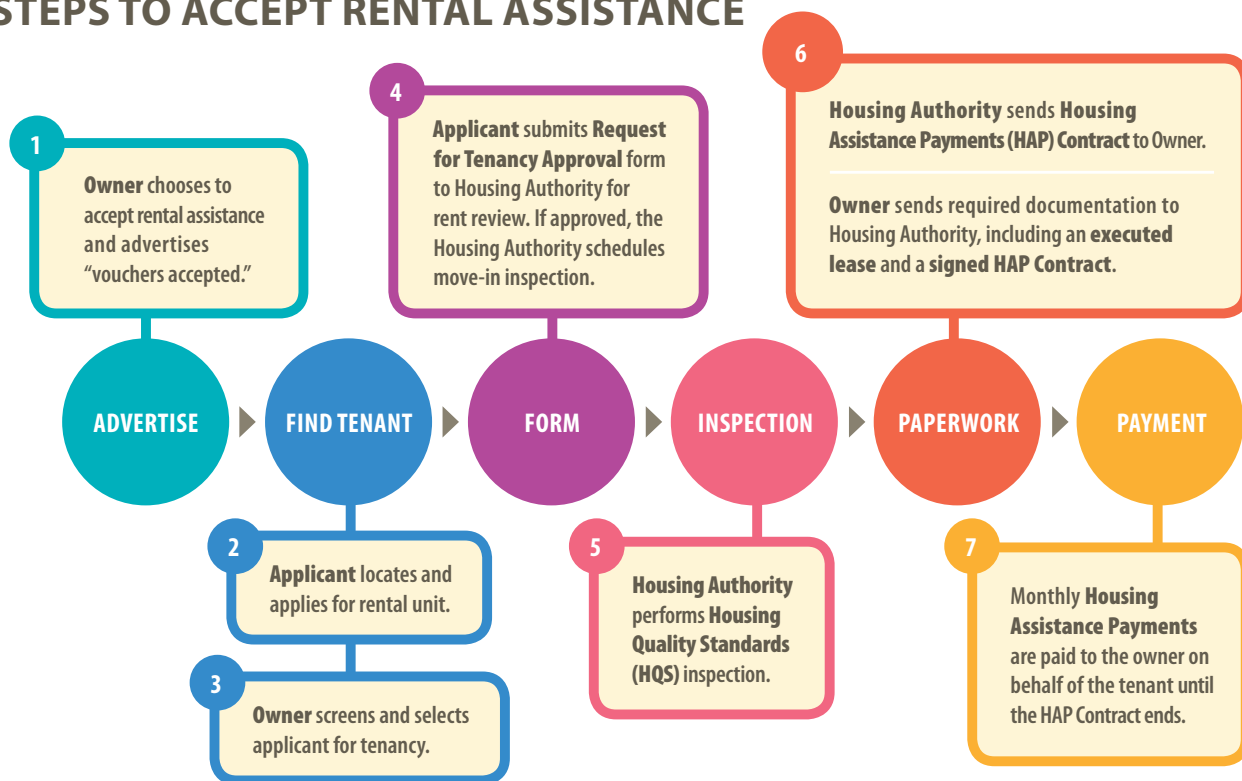 STEPS TO ACCEPT RENTAL ASSISTANCE
1
Owner chooses to
accept rental assistance
and advertises
“vouchers accepted.”
4
Applicant submits Request
for Tenancy Approval form
to Housing Authority for
rent review. If approved, the
Housing Authority schedules
move-in inspection.
6
Housing Authority sends Housing
Assistance Payments (HAP) Contract to Owner.
Owner sends required documentation to
Housing Authority, including an executed
lease and a signed HAP Contract.
ADVERTISE
FIND TENANT
FORM
INSPECTION
PAPERWORK
PAYMENT
2
Applicant locates and
applies for rental unit.
3
Owner screens and selects
applicant for tenancy.
5
Housing Authority
performs Housing
Quality Standards
(HQS) inspection.
7
Monthly Housing
Assistance Payments
are paid to the owner on
behalf of the tenant until
the HAP Contract ends.